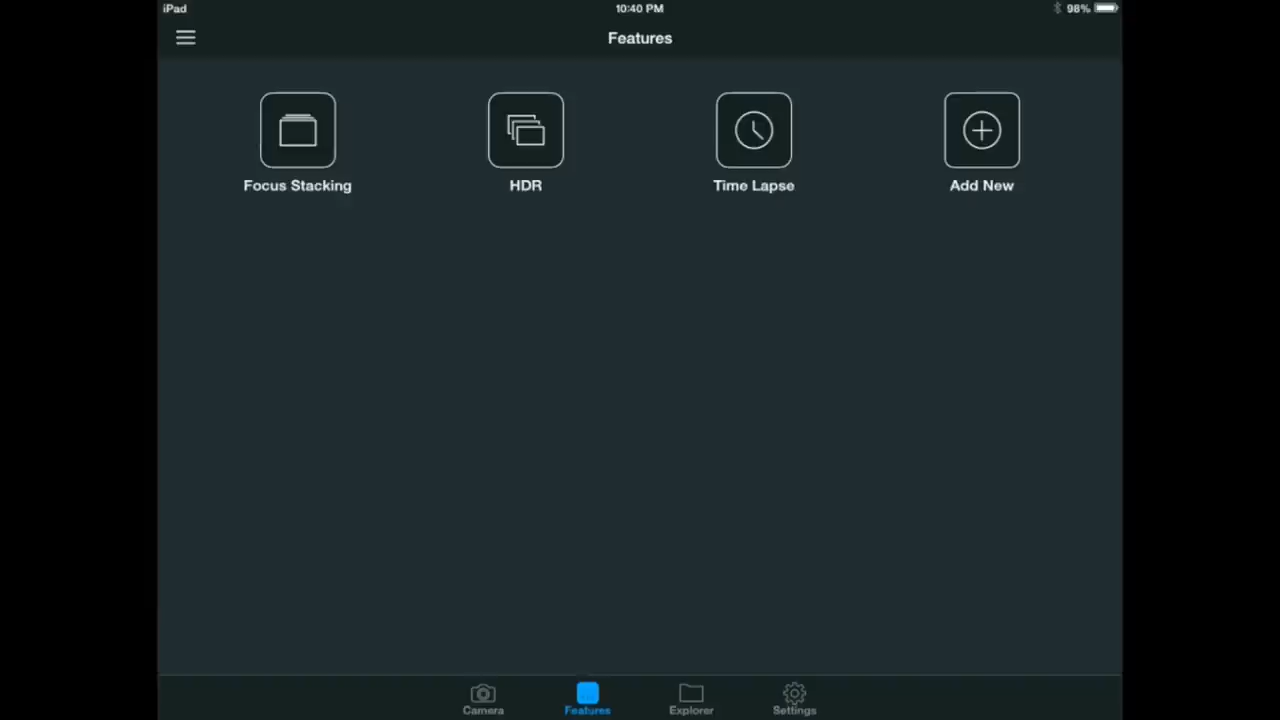 iPad
10:40 PM
98%
Features
Focus Stacking
HDR
Time Lapse
Add New
Camera
Features
Explorer
Settings